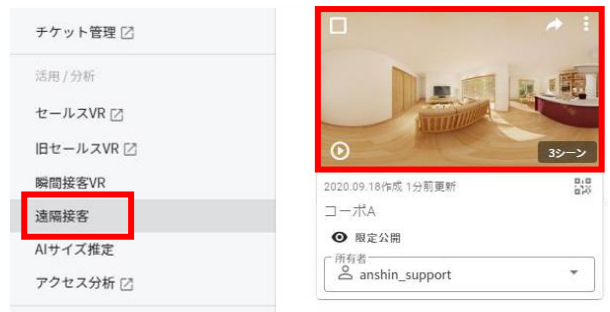 チケット管理
活用 / 分析
セールスVR
旧セールスVR
瞬間接客VR
遠隔接客
AIサイズ推定
アクセス分析
3シーン
2020.09.18作成 1分前更新
コーポA
限定公開
所有者
anshin_support